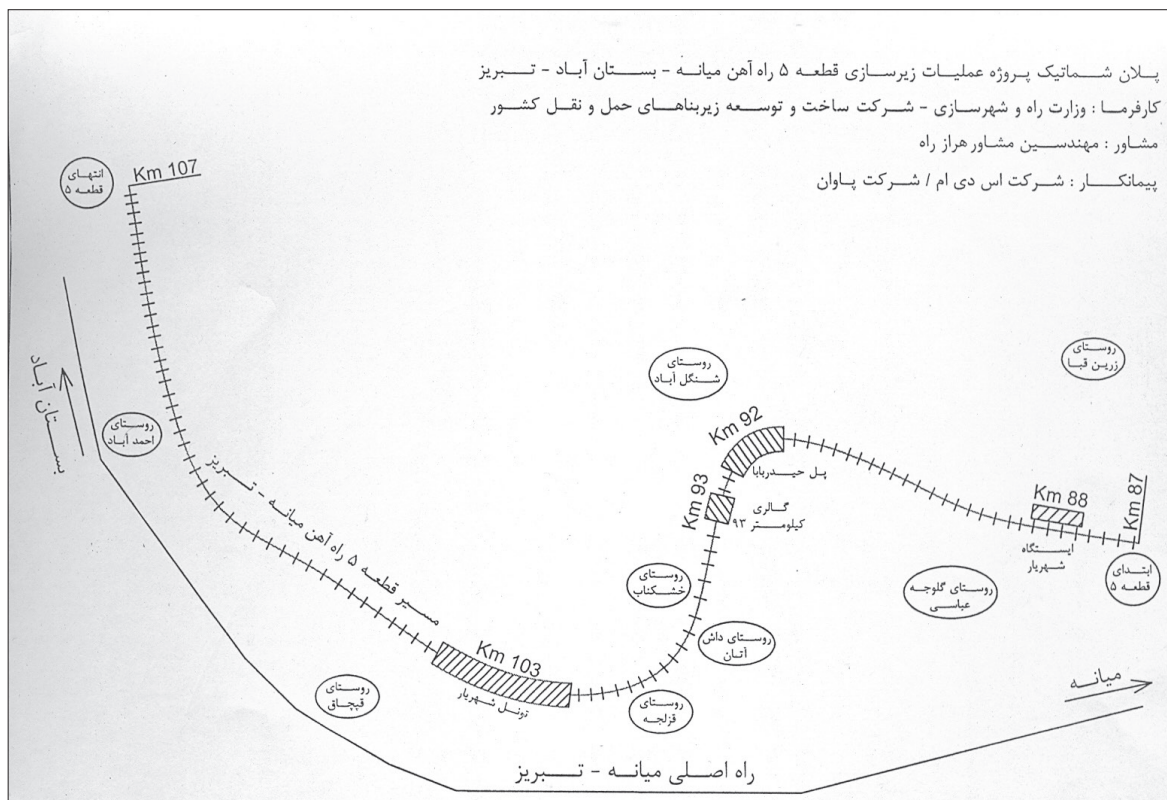 پلان شماتیک پروژه عملیات زیرسازی قطعه ۵ راه آهن میانه - بستان آباد - تبریز
کارفرما : وزارت راه و شهرسازی - شرکت ساخت و توسعه زیربناهای حمل و نقل کشور
مشاور : مهندسین مشاور هراز راه
پیمانکار : شرکت اس دی ام / شرکت پاوان
انتهای
قطعه ۵
Km 107
بستان آباد
روستای
احمد آباد
مسیر قطعه ۵ راه آهن میانه - تبریز
روستای
شنگل آباد
روستای
زرین قبا
Km 92
پل حیدربابا
Km 93
گالری
کیلومتر ۹۳
Km 88
ایستگاه
شهریار
Km 87
ابتدای
قطعه ۵
روستای گلوجه
عباسی
روستای
خشکناب
روستای داش
آتان
روستای
قزلجه
Km 103
تونل شهریار
روستای
قبچاق
میانه
راه اصلی میانه - تبریز